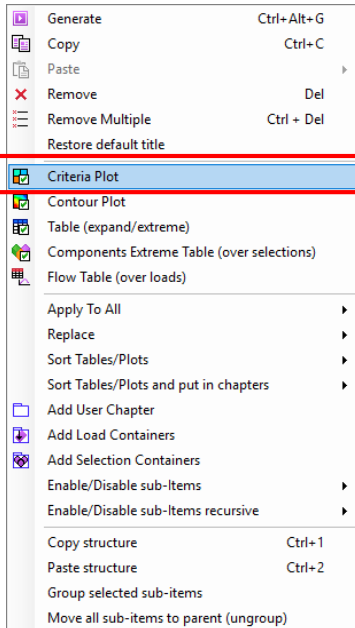 Generate Ctrl+Alt+G
Copy Ctrl+C
Paste
Remove Del
Remove Multiple Ctrl + Del
Restore default title
Criteria Plot
Contour Plot
Table (expand/extreme)
Components Extreme Table (over selections)
Flow Table (over loads)
Apply To All
Replace
Sort Tables/Plots
Sort Tables/Plots and put in chapters
Add User Chapter
Add Load Containers
Add Selection Containers
Enable/Disable sub-Items
Enable/Disable sub-Items recursive
Copy structure Ctrl+1
Paste structure Ctrl+2
Group selected sub-items
Move all sub-items to parent (ungroup)